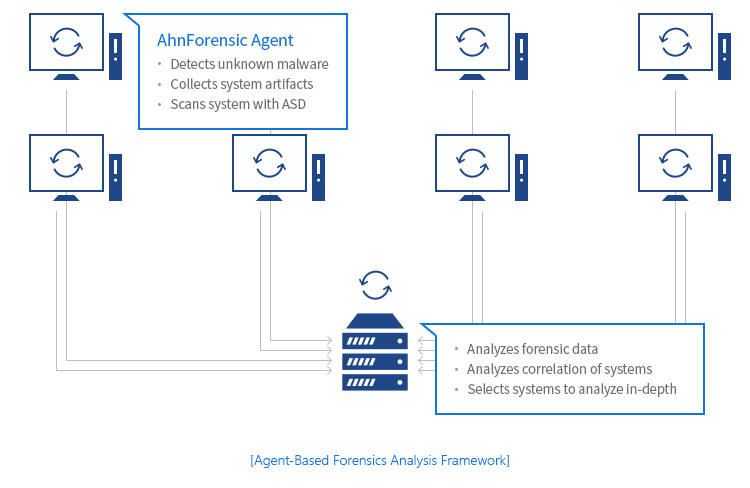 AhnForensic Agent
• Detects unknown malware
• Collects system artifacts
• Scans system with ASD
• Analyzes forensic data
• Analyzes correlation of systems
• Selects systems to analyze in-depth
[Agent-Based Forensics Analysis Framework]